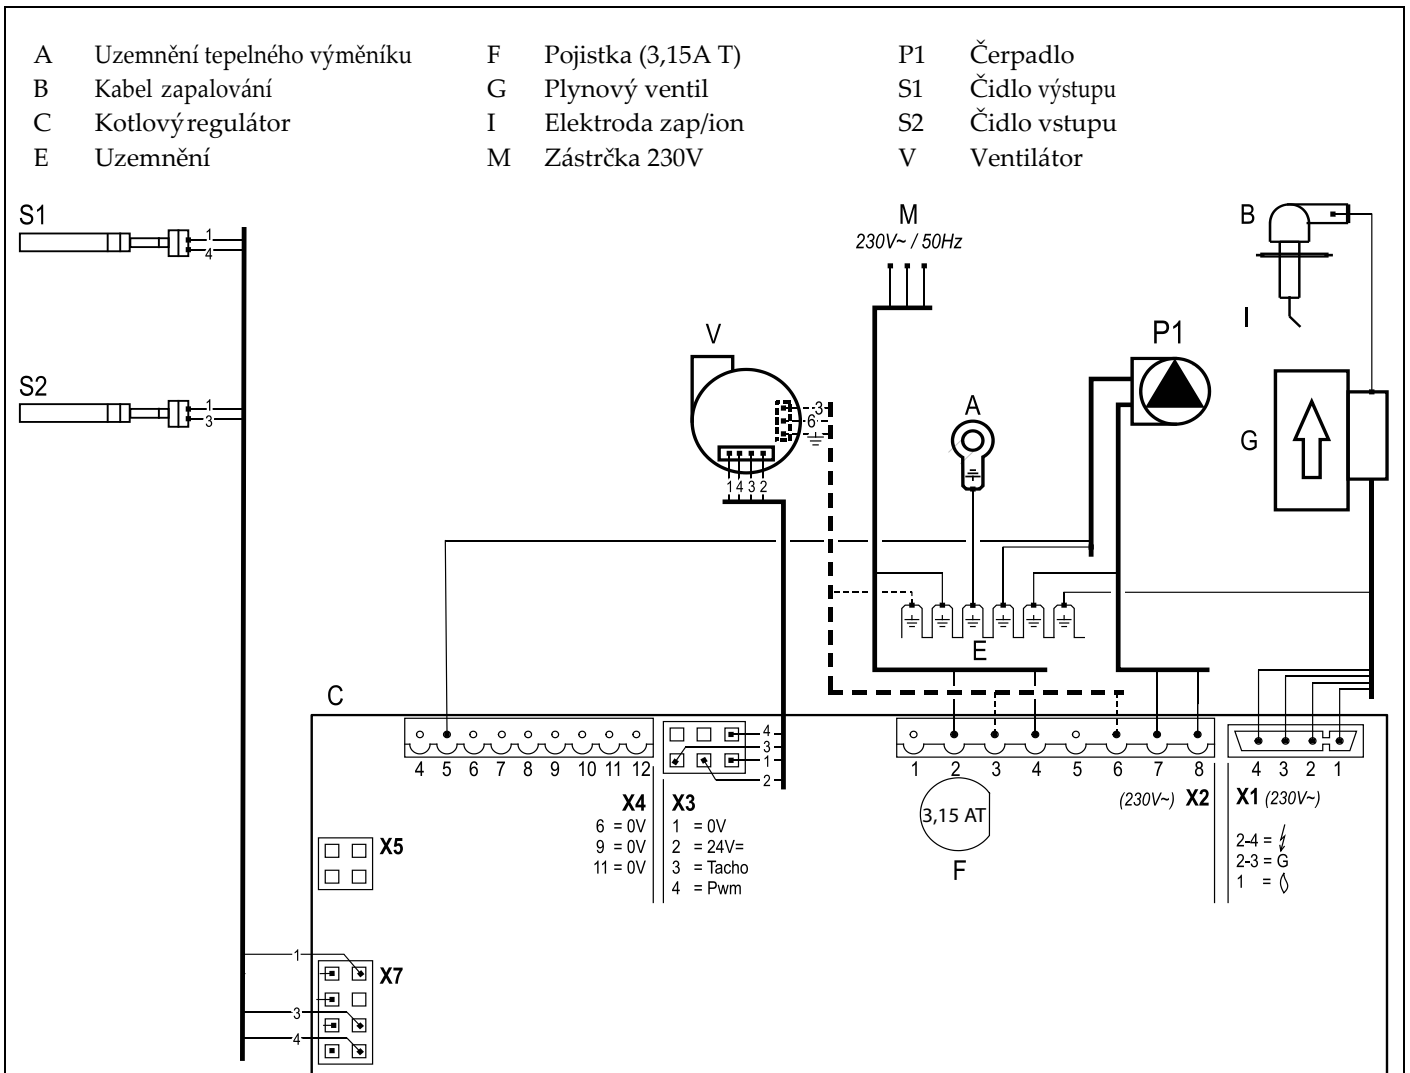 A Uzemnění tepelného výměníku F Pojistka (3,15A T) P1 Čerpadlo
B Kabel zapalování G Plynový ventil S1 Čidlo výstupu
C Kotlový regulátor I Elektroda zap/ion S2 Čidlo vstupu
E Uzemnění M Zástrčka 230V V Ventilátor
S1
1
4
M
230V~ / 50Hz
B
I
V
P1
S2
1
3
3
6
A
G
1 4 3 2
E
C
4
3
1
2
4 5 6 7 8 9 10 11 12
1 2 3 4 5 6 7 8
4 3 2 1
X4
6 = 0V
9 = 0V
11 = 0V
X3
1 = 0V
2 = 24V=
3 = Tacho
4 = Pwm
3,15 AT
F
(230V~) X2
X1 (230V~)
2-4 =
2-3 = G
1 =
X5
1
X7
3
4